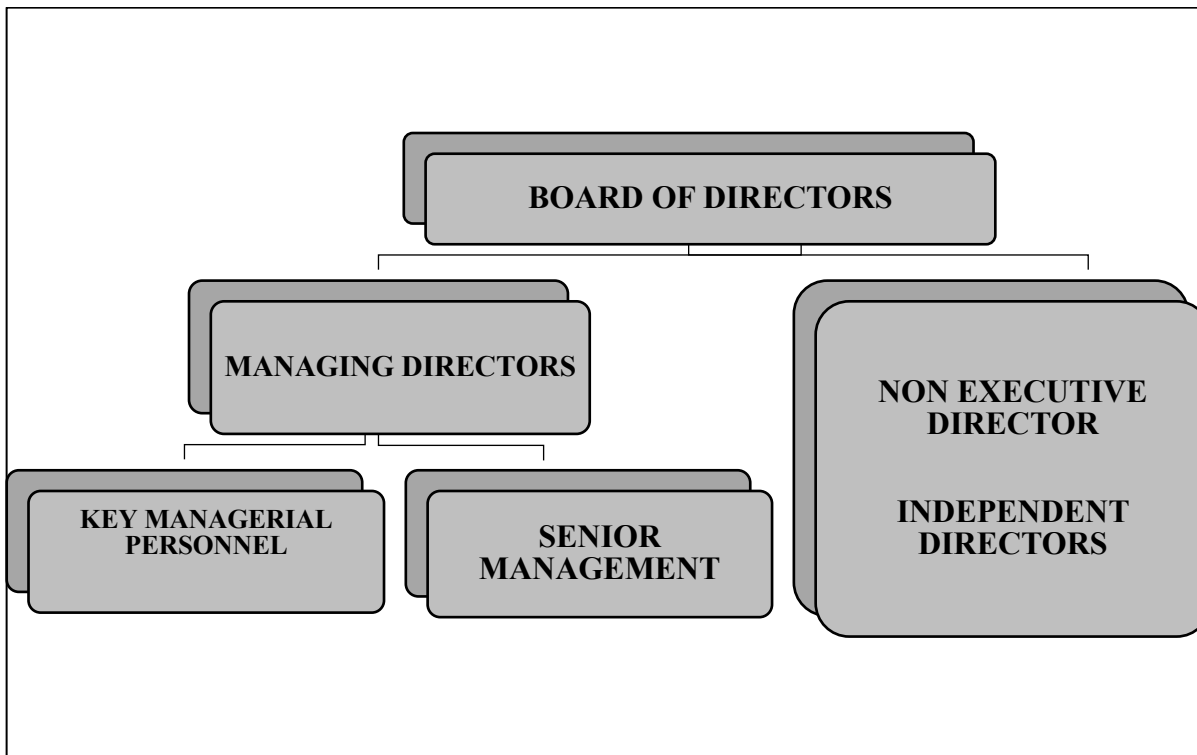 BOARD OF DIRECTORS
MANAGING DIRECTORS
NON EXECUTIVE
DIRECTOR
INDEPENDENT
DIRECTORS
KEY MANAGERIAL
PERSONNEL
SENIOR
MANAGEMENT